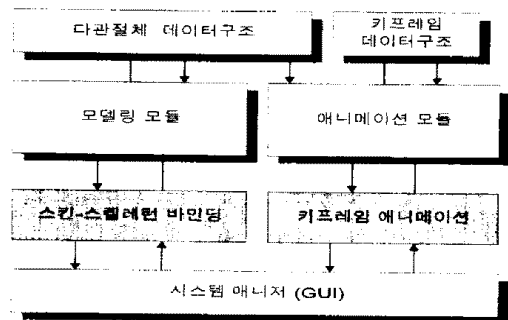 다관절체 데이터구조
키프레임
데이터구조
모델링 모듈
애니메이션 모듈
스킨-스켈레턴 바인딩
키프레임 애니메이션
시스템 매니저 (GUI)